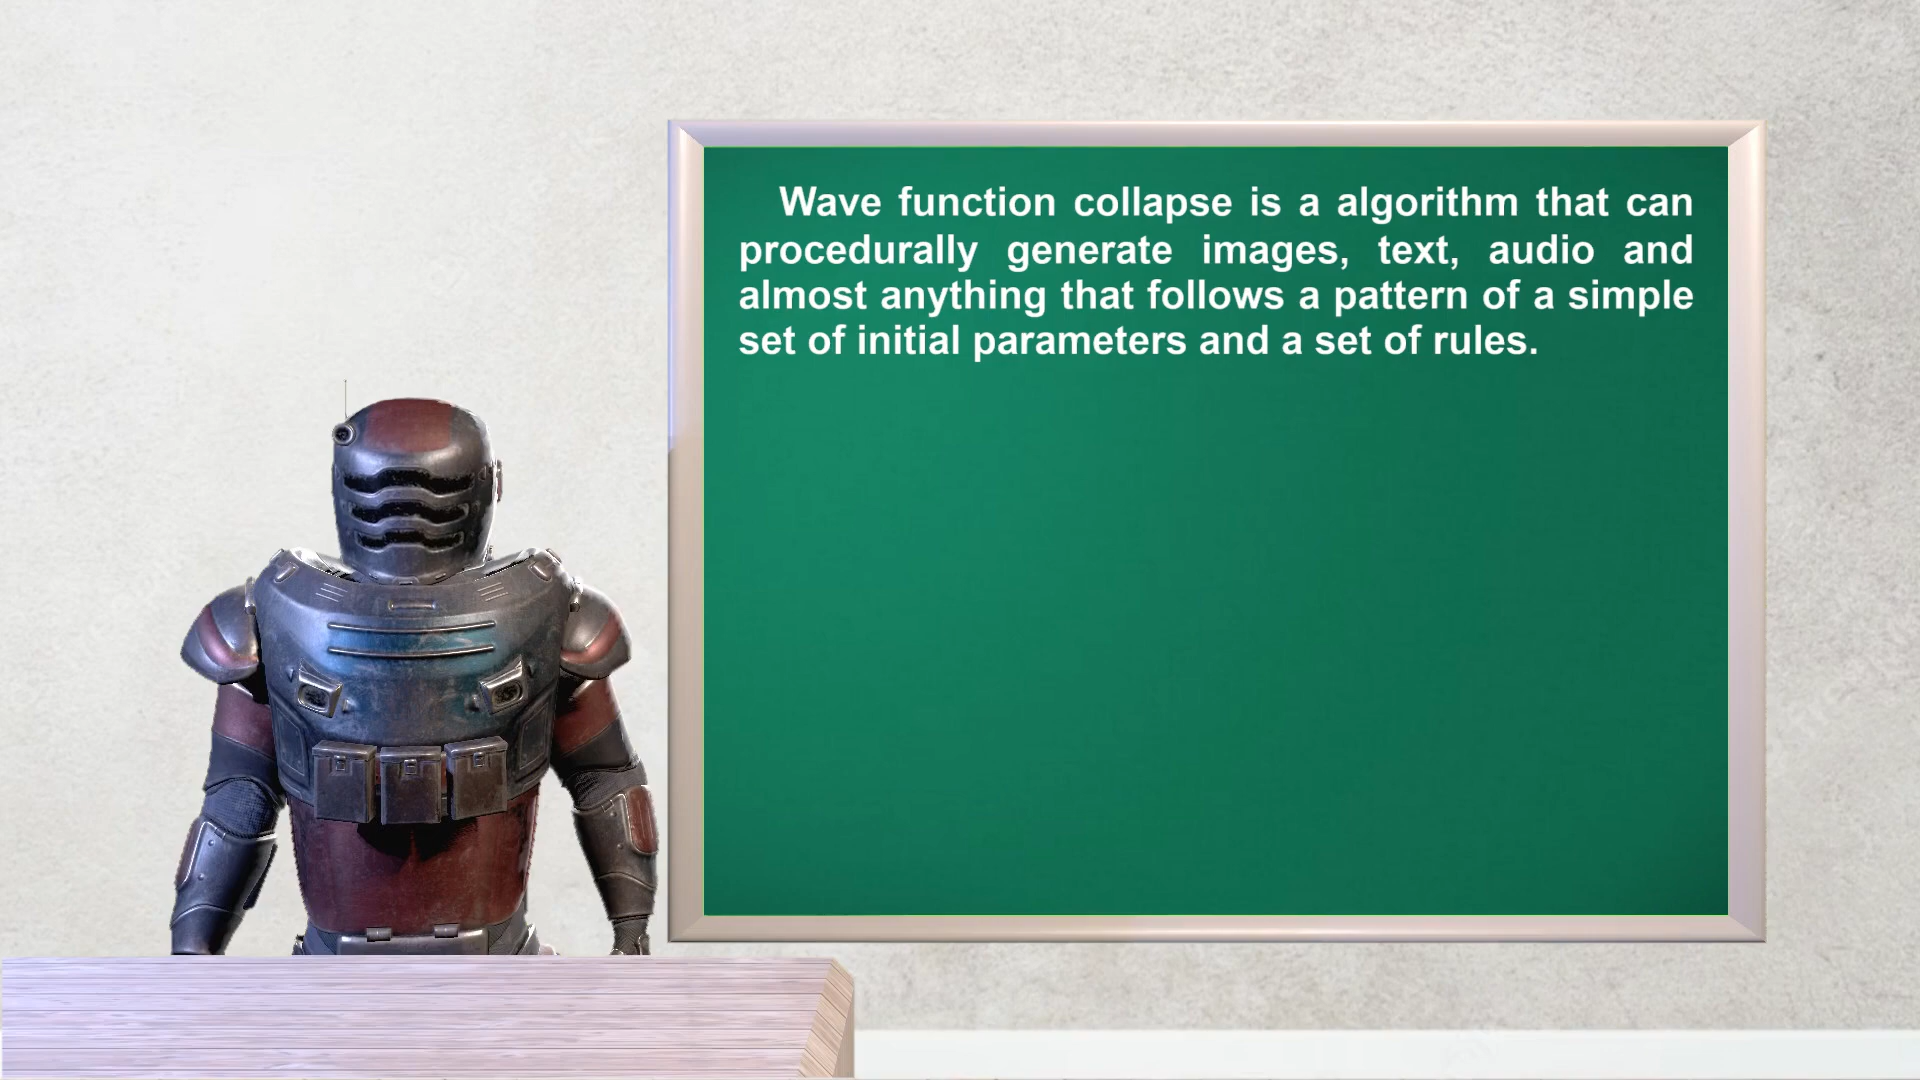 Wave function collapse is a algorithm that can
procedurally generate images, text, audio and
almost anything that follows a pattern of a simple
set of initial parameters and a set of rules.